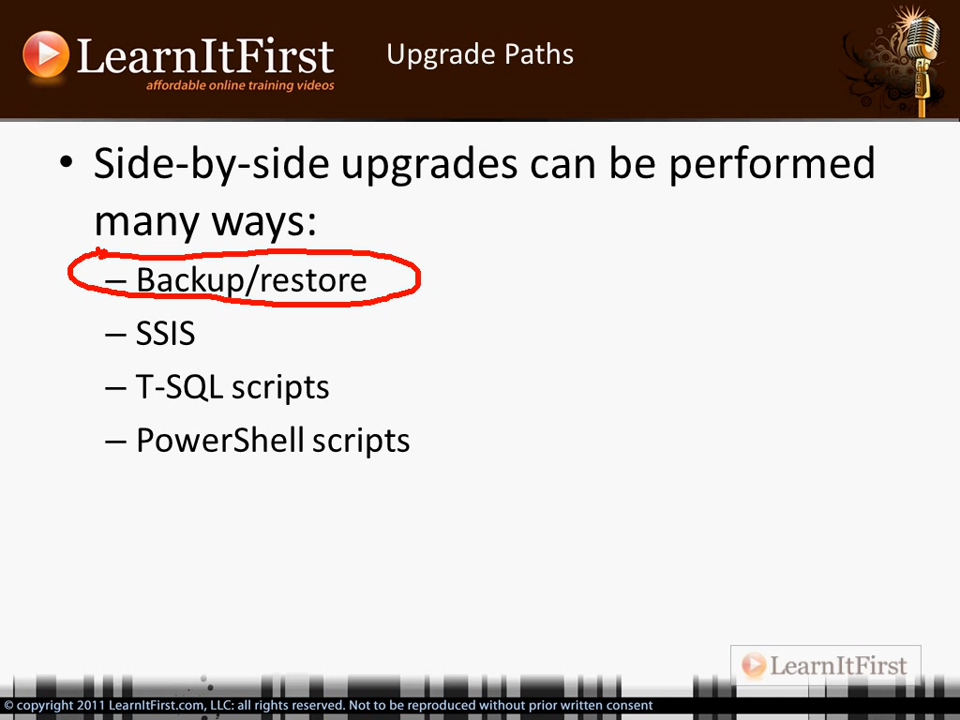 LearnItFirst
affordable online training videos
Upgrade Paths
• Side-by-side upgrades can be performed
many ways:
– Backup/restore
– SSIS
– T-SQL scripts
– PowerShell scripts
LearnItFirst
© copyright 2011 LearnItFirst.com, LLC: all rights reserved. Not to be reproduced without prior written consent